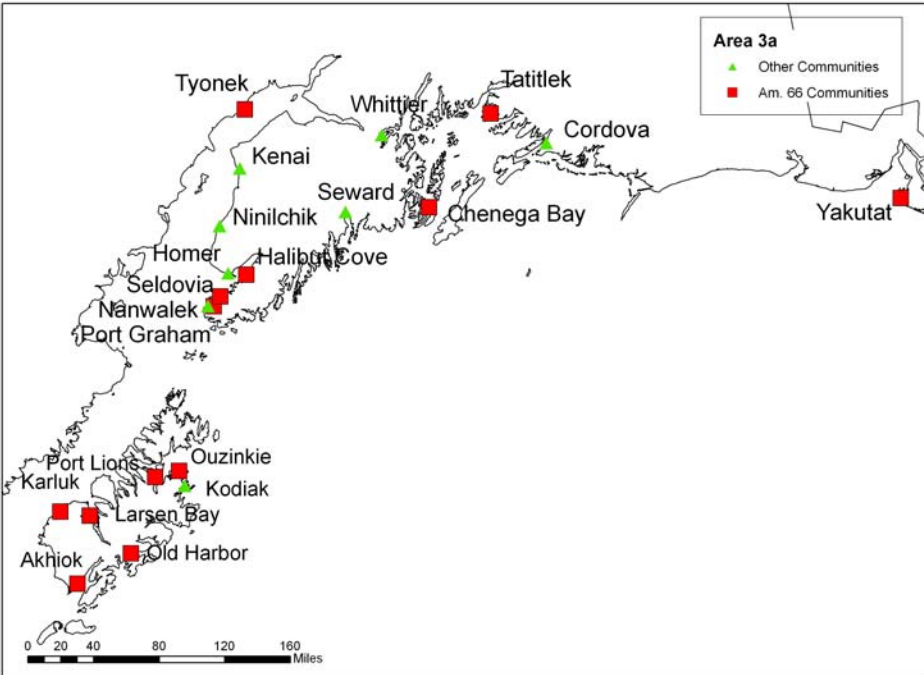 Area 3a
Other Communities
Am. 66 Communities
Tyonek
Tatitlek
Whittier
Cordova
Kenai
Seward
Chenega Bay
Yakutat
Ninilchik
Homer
Halibut Cove
Seldovia
Nanwalek
Port Graham
Port Lions
Ouzinkie
Karluk
Kodiak
Larsen Bay
Akhiok
Old Harbor
0 20 40 80 120 160
Miles